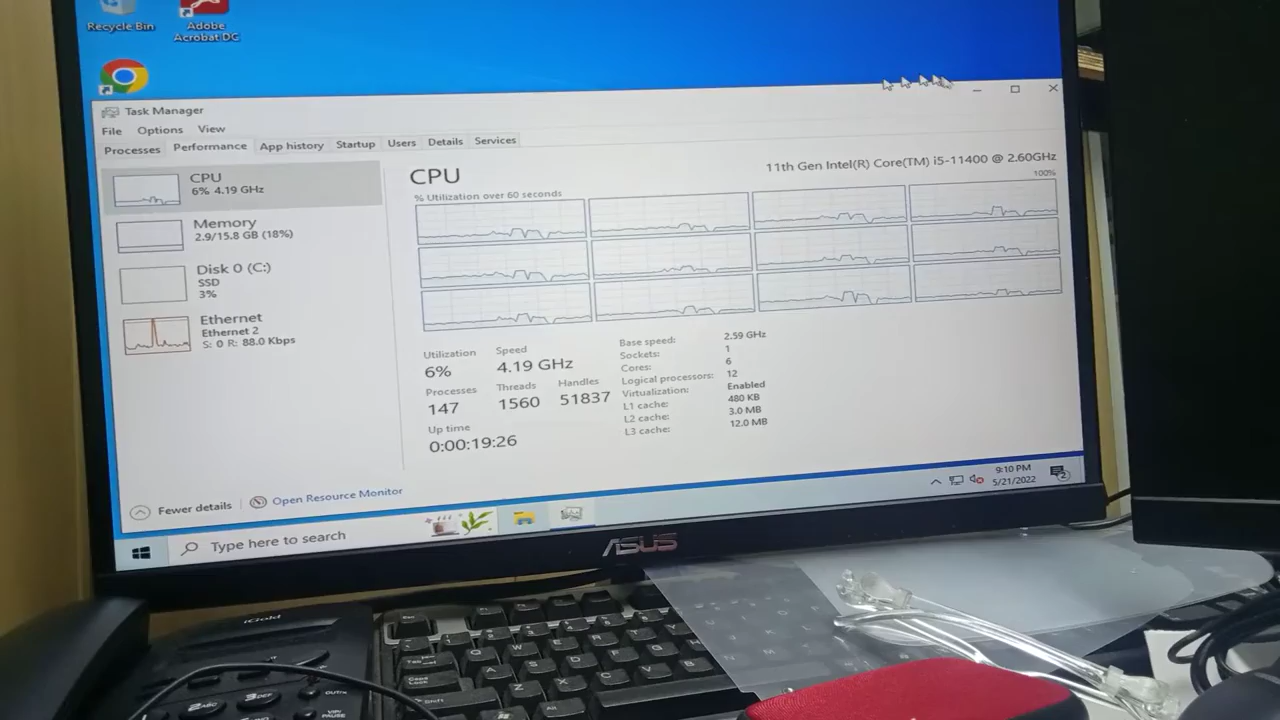 Recycle Bin
Adobe
Acrobat DC
Task Manager
File Options View
Processes Performance App history Startup Users Details Services
CPU
6% 4.19 GHz
Memory
2.9/15.8 GB (18%)
Disk 0 (C:)
SSD
3%
Ethernet
Ethernet 2
S: 0 R: 88.0 Kbps
CPU
11th Gen Intel(R) Core(TM) i5-11400 @ 2.60GHz
% Utilization over 60 seconds
100%
Utilization
6%
Speed
4.19 GHz
Processes
147
Threads
1560
Handles
51837
Up time
0:00:19:26
Base speed: 2.59 GHz
Sockets: 1
Cores: 6
Logical processors: 12
Virtualization: Enabled
L1 cache: 480 KB
L2 cache: 3.0 MB
L3 cache: 12.0 MB
Fewer details
Open Resource Monitor
Type here to search
9:10 PM
5/21/2022
2
ASUS
iGold